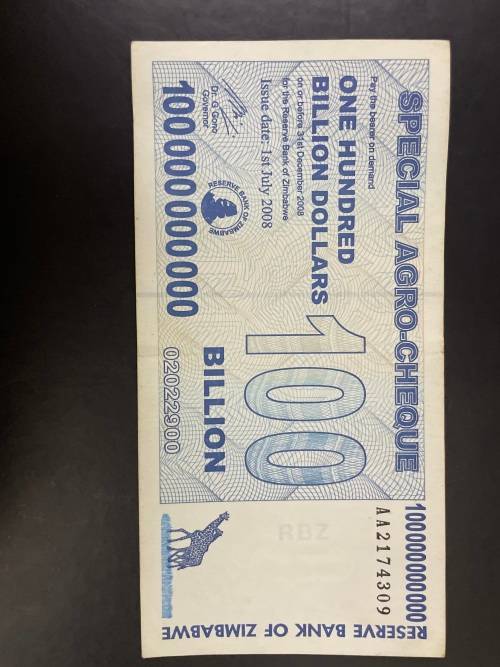 SPECIAL AGRO-CHEQUE
100000000000
Pay the bearer on demand
ONE HUNDRED
BILLION DOLLARS
on or before 31st December 2008
for the Reserve Bank of Zimbabwe
Issue date: 1st July 2008
Dr. G Gono
Governor
RESERVE BANK OF ZIMBABWE
100000000000
100
BILLION
02022900
AA2174309
RBZ
RESERVE BANK OF ZIMBABWE